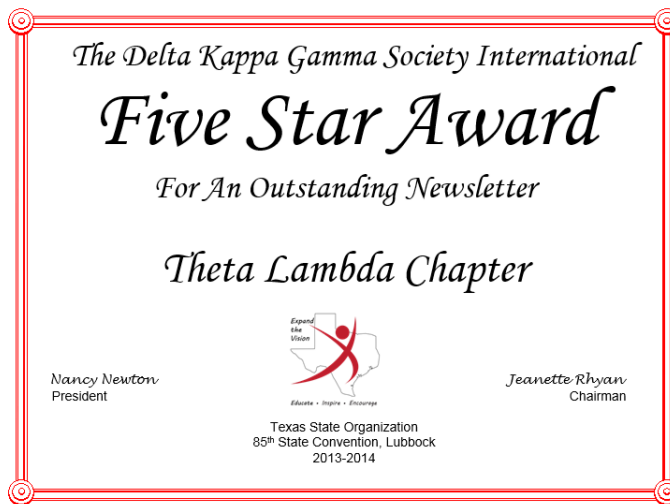 The Delta Kappa Gamma Society International
Five Star Award
For An Outstanding Newsletter
Theta Lambda Chapter
Expand
the
Vision
Educate • Inspire • Encourage
Nancy Newton
President
Jeanette Rhyan
Chairman
Texas State Organization
85th State Convention, Lubbock
2013-2014